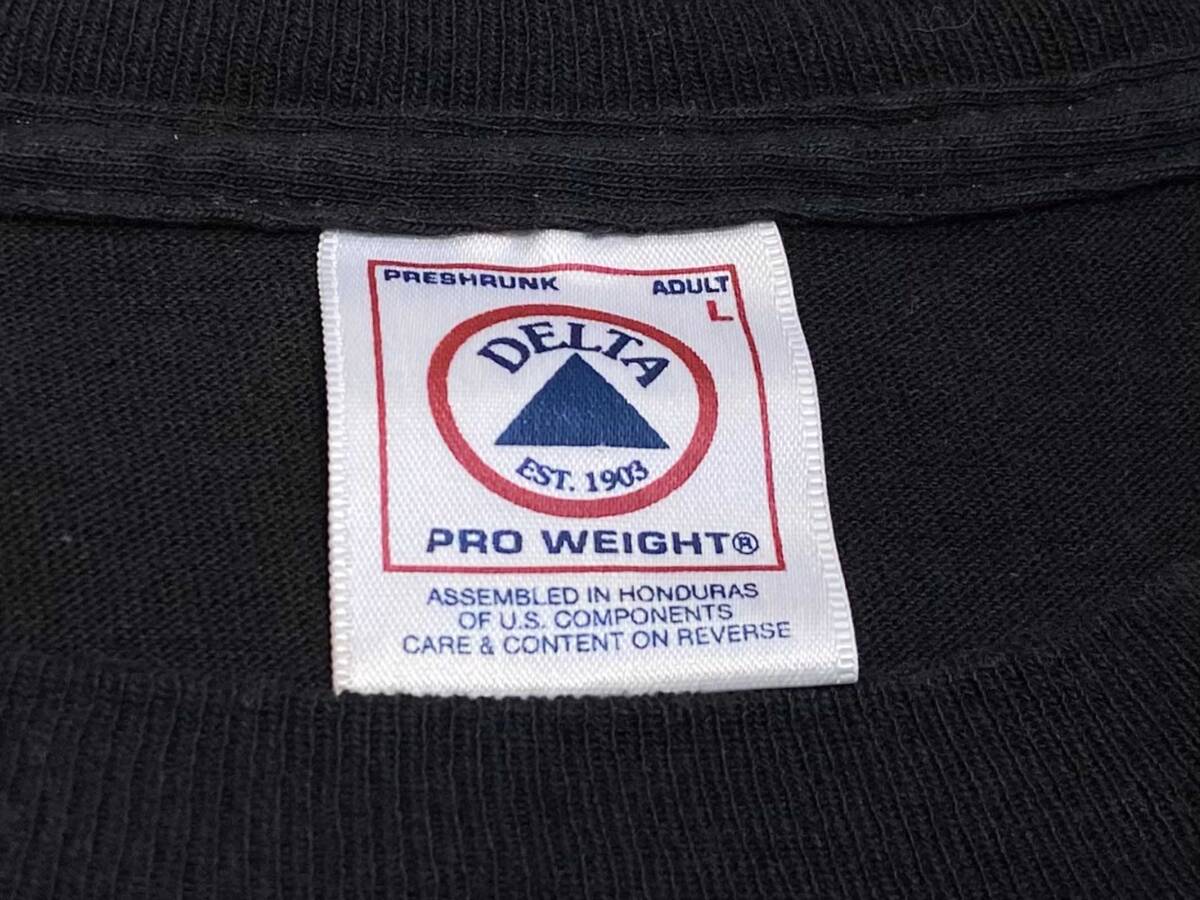 PRESHRUNK ADULT
L
DELTA
EST. 1903
PRO WEIGHT®
ASSEMBLED IN HONDURAS
OF U.S. COMPONENTS
CARE & CONTENT ON REVERSE